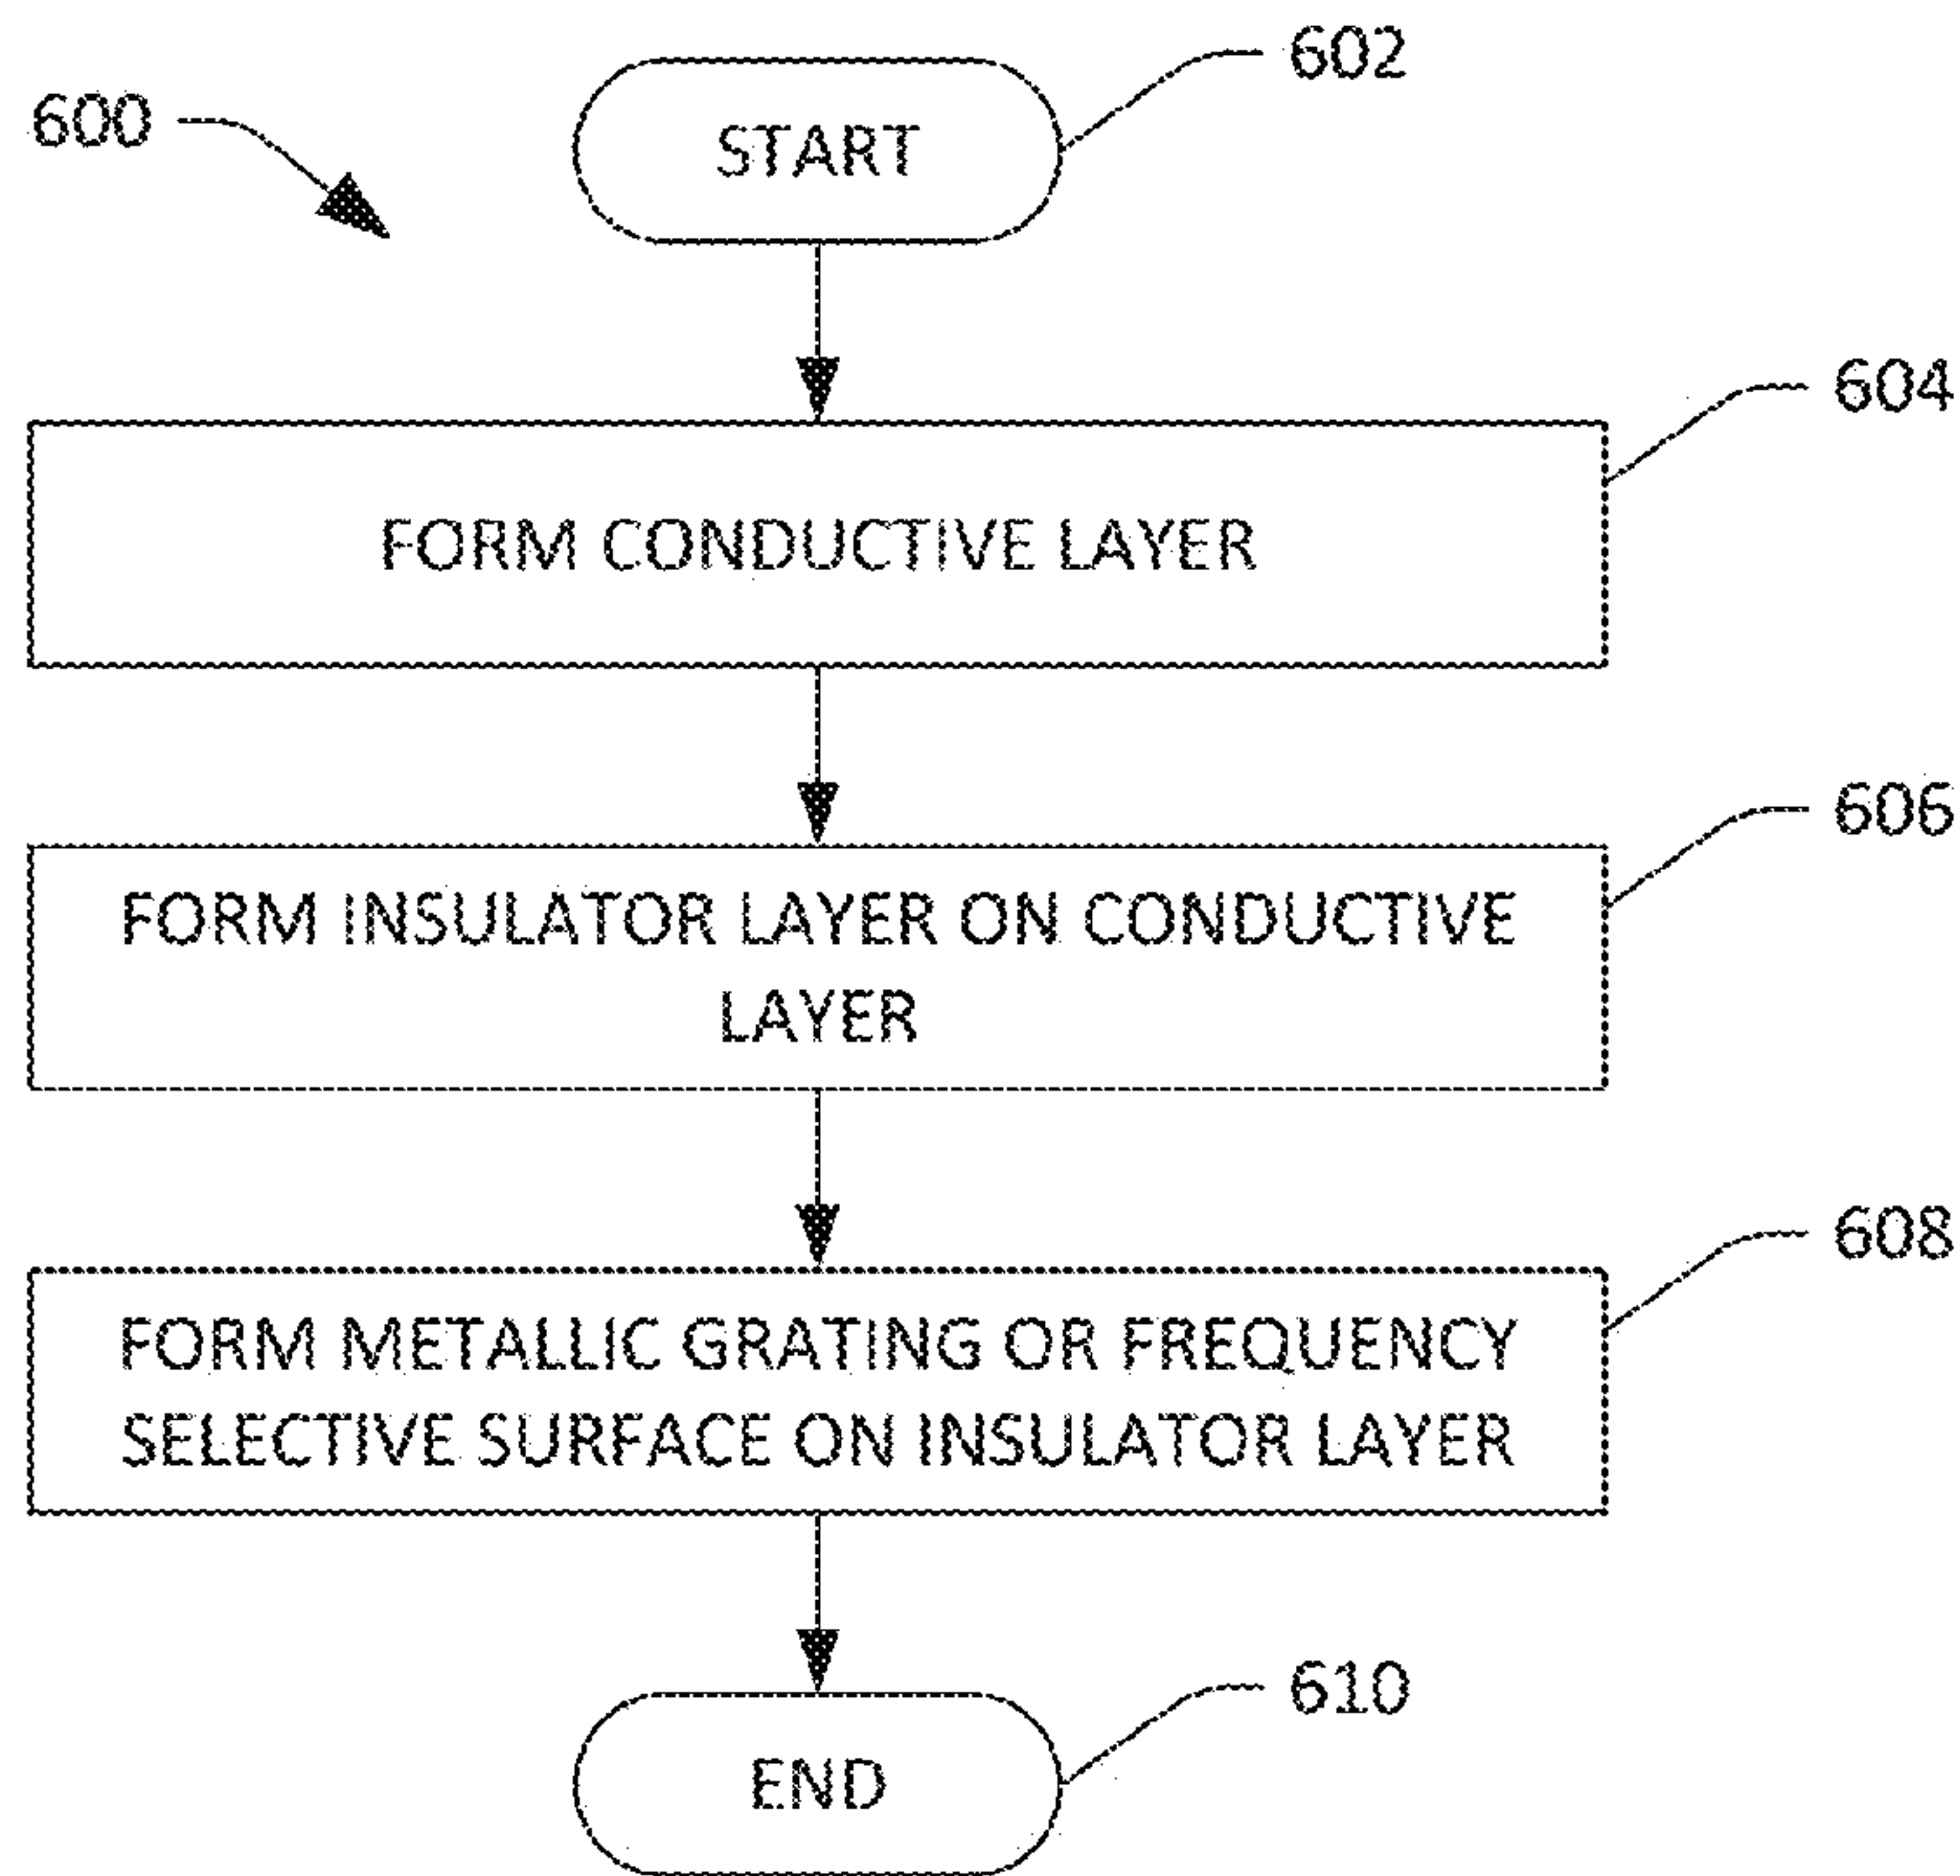 602
600
START
604
FORM CONDUCTIVE LAYER
606
FORM INSULATOR LAYER ON CONDUCTIVE
LAYER
608
FORM METALLIC GRATING OR FREQUENCY
SELECTIVE SURFACE ON INSULATOR LAYER
610
END